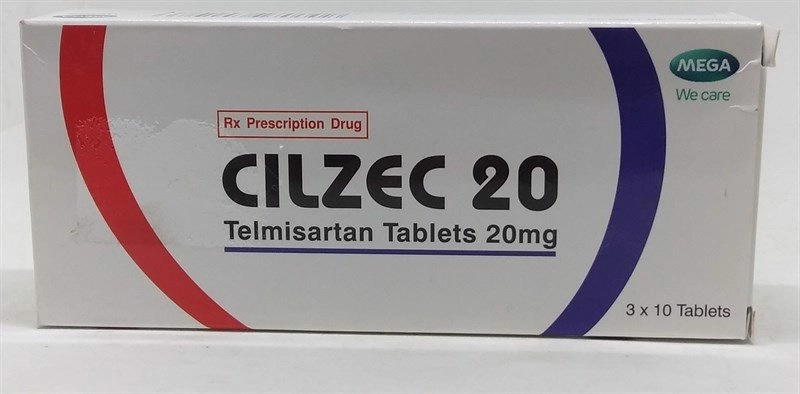 MEGA
We care
Rx Prescription Drug
CILZEC 20
Telmisartan Tablets 20mg
3 x 10 Tablets